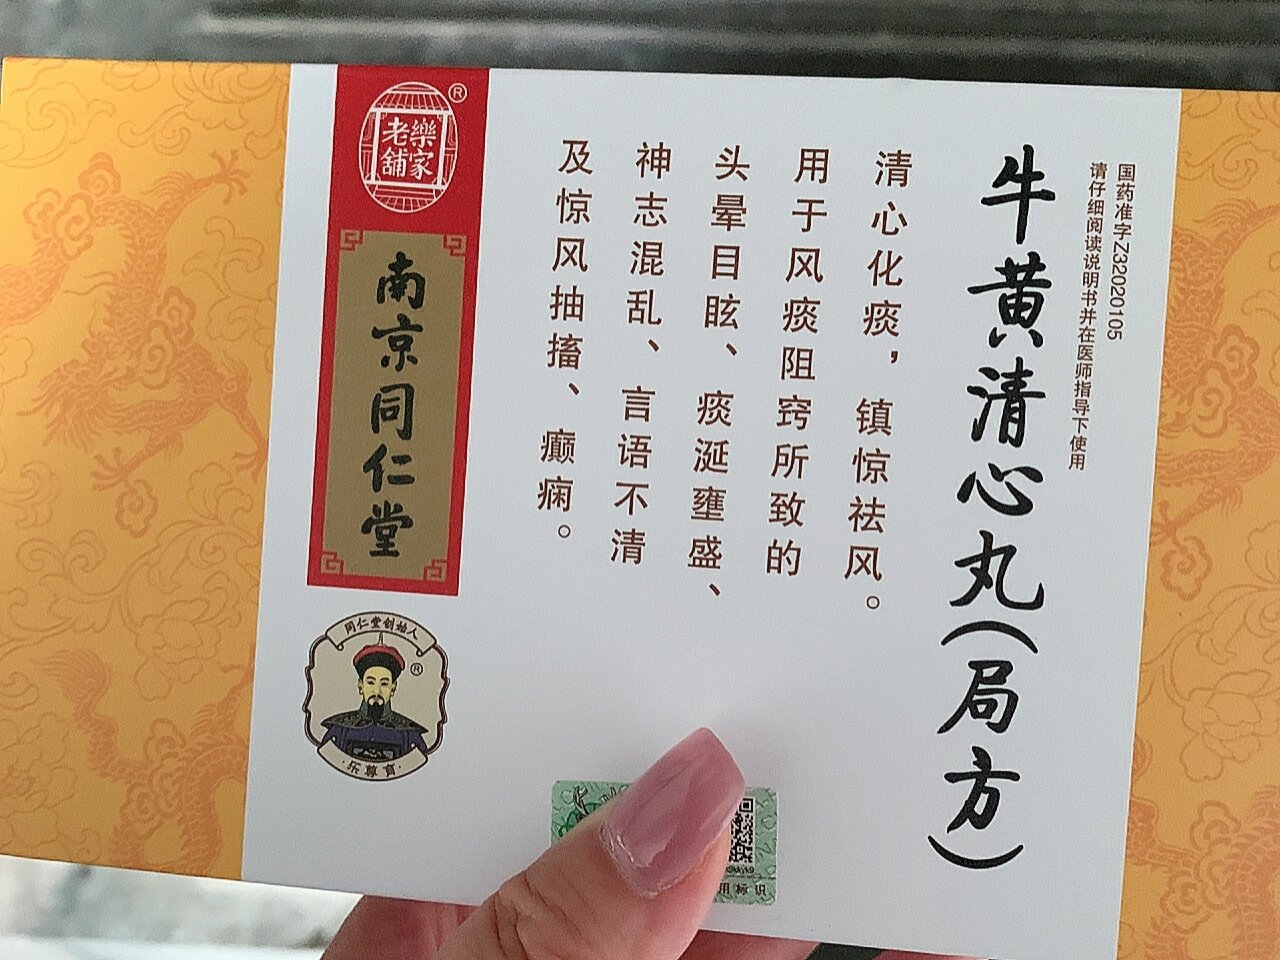 国药准字Z32020105
请仔细阅读说明书并在医师指导下使用
牛黄清心丸(局方)
清心化痰，镇惊祛风。
用于风痰阻窍所致的
头晕目眩、痰涎壅盛、
神志混乱、言语不清
及惊风抽搐、癫痫。
樂家
老舖
®
南京同仁堂
同仁堂创始人
®
·乐尊育·
用标识